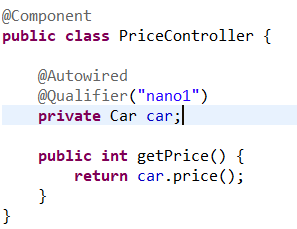 @Component
public class PriceController {
@Autowired
@Qualifier("nano1")
private Car car;
public int getPrice() {
return car.price();
}
}